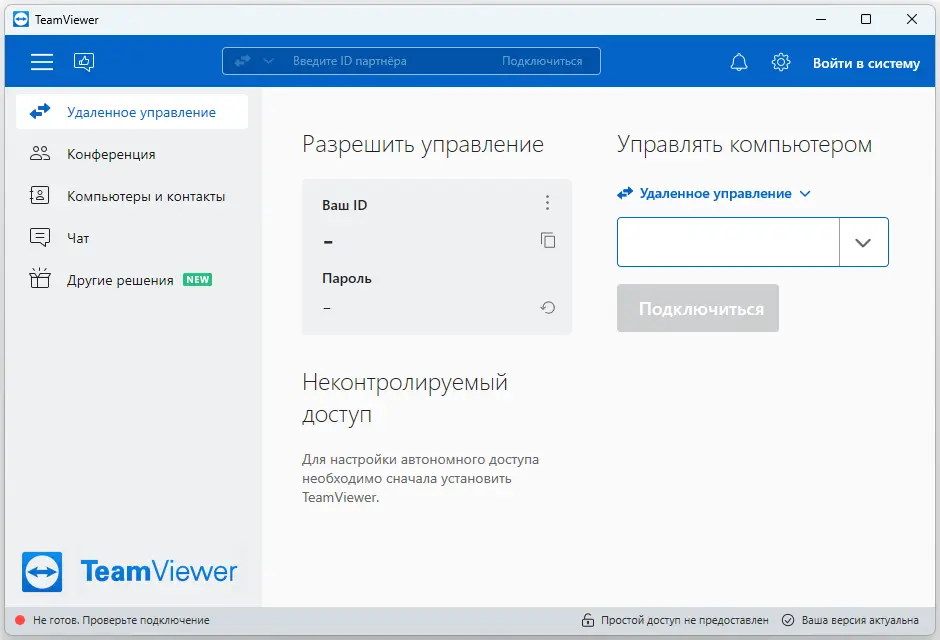 TeamViewer
Введите ID партнёра Подключиться
Войти в систему
Удаленное управление
Конференция
Компьютеры и контакты
Чат
Другие решения NEW
Разрешить управление
Ваш ID
–
Пароль
–
Неконтролируемый
доступ
Для настройки автономного доступа
необходимо сначала установить
TeamViewer.
Управлять компьютером
Удаленное управление
Подключиться
TeamViewer
Не готов. Проверьте подключение
Простой доступ не предоставлен
Ваша версия актуальна